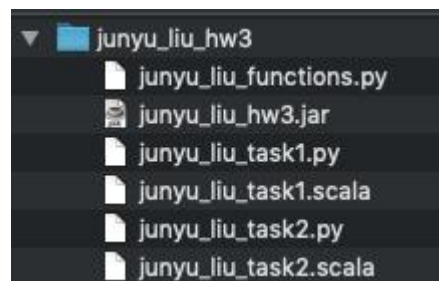 junyu_liu_hw3
junyu_liu_functions.py
junyu_liu_hw3.jar
junyu_liu_task1.py
junyu_liu_task1.scala
junyu_liu_task2.py
junyu_liu_task2.scala